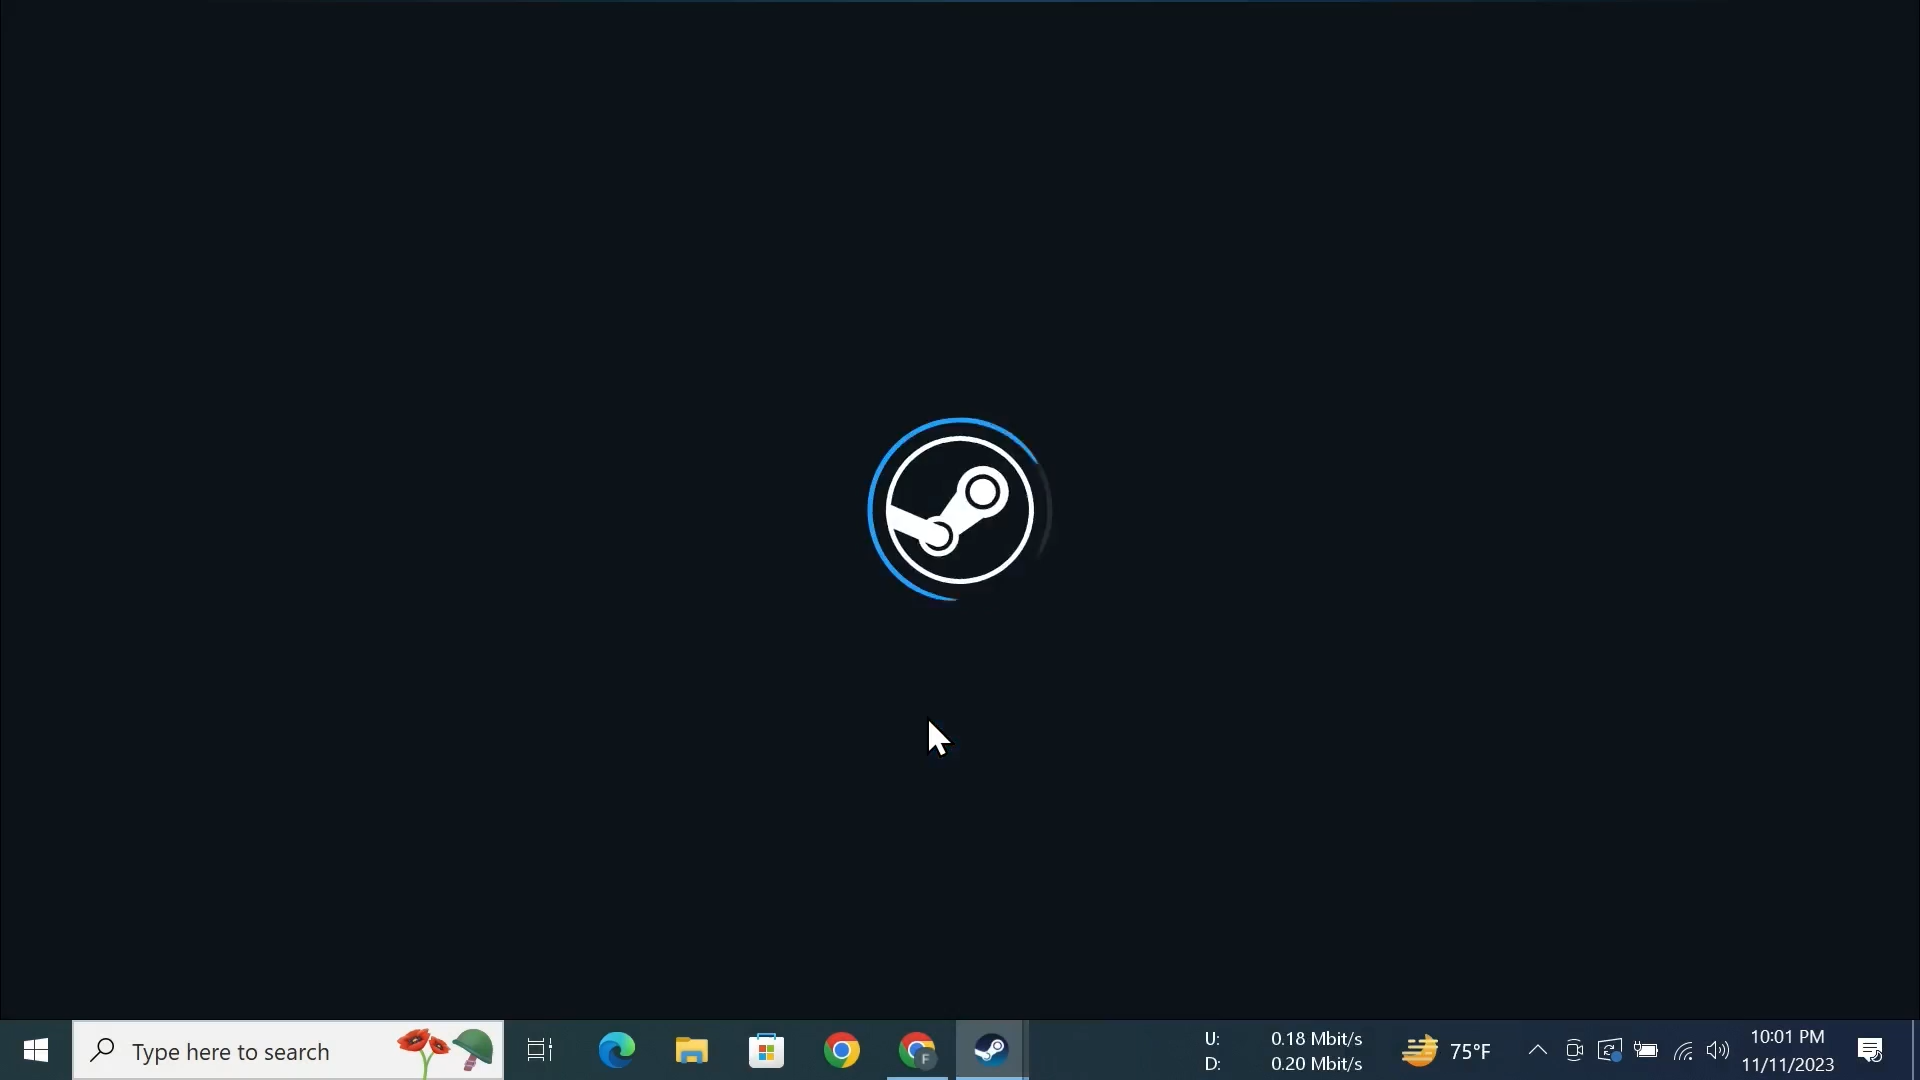 Type here to search
U: 0.18 Mbit/s
D: 0.20 Mbit/s
75°F
10:01 PM
11/11/2023
F